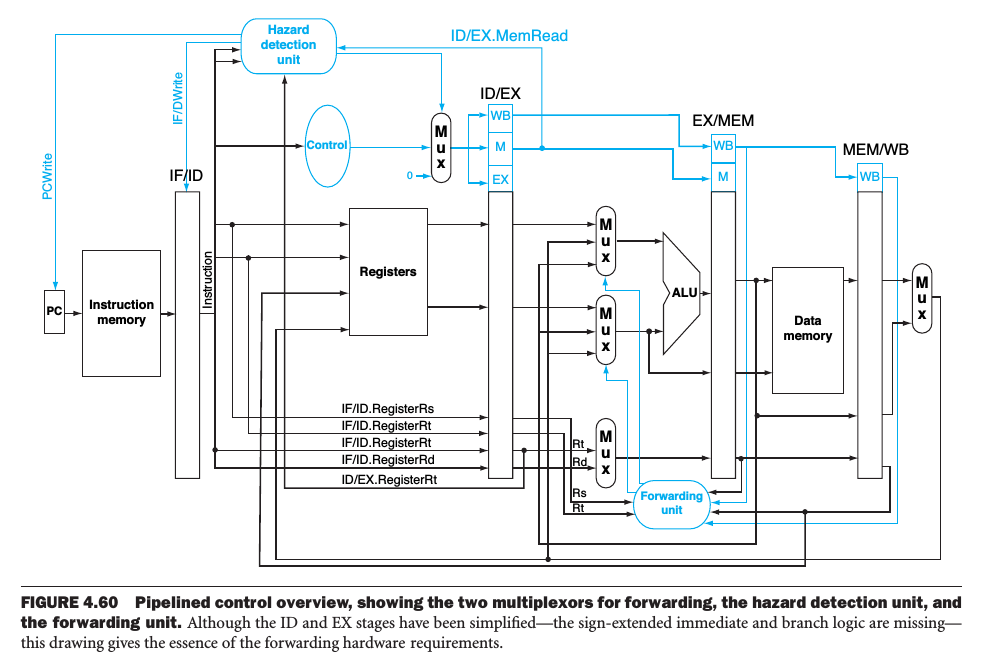 Hazard
detection
unit
ID/EX.MemRead
IF/DWrite
PCWrite
Control
M
u
x
0
ID/EX
WB
M
EX
EX/MEM
WB
M
MEM/WB
WB
IF/ID
PC
Instruction
memory
Instruction
Registers
M
u
x
M
u
x
ALU
Data
memory
M
u
x
IF/ID.RegisterRs
IF/ID.RegisterRt
IF/ID.RegisterRt
IF/ID.RegisterRd
ID/EX.RegisterRt
Rt
Rd
M
u
x
Rs
Rt
Forwarding
unit
FIGURE 4.60 Pipelined control overview, showing the two multiplexors for forwarding, the hazard detection unit, and
the forwarding unit. Although the ID and EX stages have been simplified—the sign-extended immediate and branch logic are missing—
this drawing gives the essence of the forwarding hardware requirements.